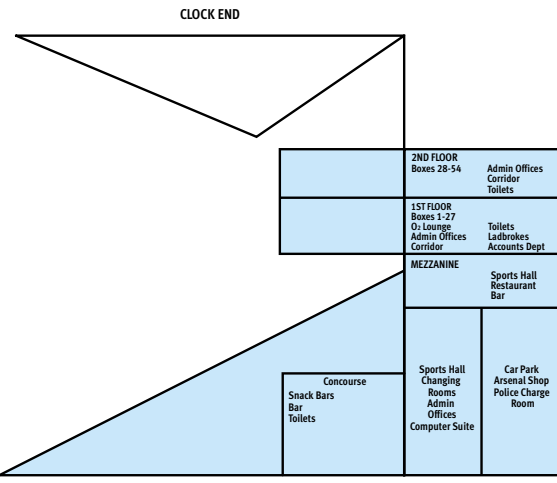 CLOCK END
2ND FLOOR
Boxes 28-54
Admin Offices
Corridor
Toilets
1ST FLOOR
Boxes 1-27
O2 Lounge
Admin Offices
Corridor
Toilets
Ladbrokes
Accounts Dept
MEZZANINE
Sports Hall
Restaurant
Bar
Concourse
Snack Bars
Bar
Toilets
Sports Hall
Changing
Rooms
Admin
Offices
Computer Suite
Car Park
Arsenal Shop
Police Charge
Room